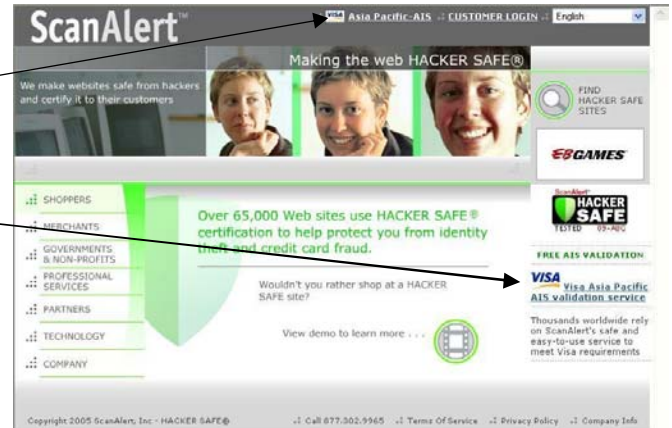 ScanAlert™
VISA Asia Pacific-AIS .: CUSTOMER LOGIN .: English
Making the web HACKER SAFE®
We make websites safe from hackers
and certify it to their customers
FIND
HACKER SAFE
SITES
EBGAMES
SHOPPERS
MERCHANTS
GOVERNMENTS
& NON-PROFITS
PROFESSIONAL
SERVICES
PARTNERS
TECHNOLOGY
COMPANY
Over 65,000 Web sites use HACKER SAFE®
certification to help protect you from identity
theft and credit card fraud.
Wouldn't you rather shop at a HACKER
SAFE site?
View demo to learn more . . .
ScanAlert
HACKER
SAFE
TESTED
FREE AIS VALIDATION
VISA Visa Asia Pacific
AIS validation service
Thousands worldwide rely
on ScanAlert's safe and
easy-to-use service to
meet Visa requirements
Copyright 2005 ScanAlert, Inc - HACKER SAFE® .: Call 877.302.9965 .: Terms Of Service .: Privacy Policy .: Company Info